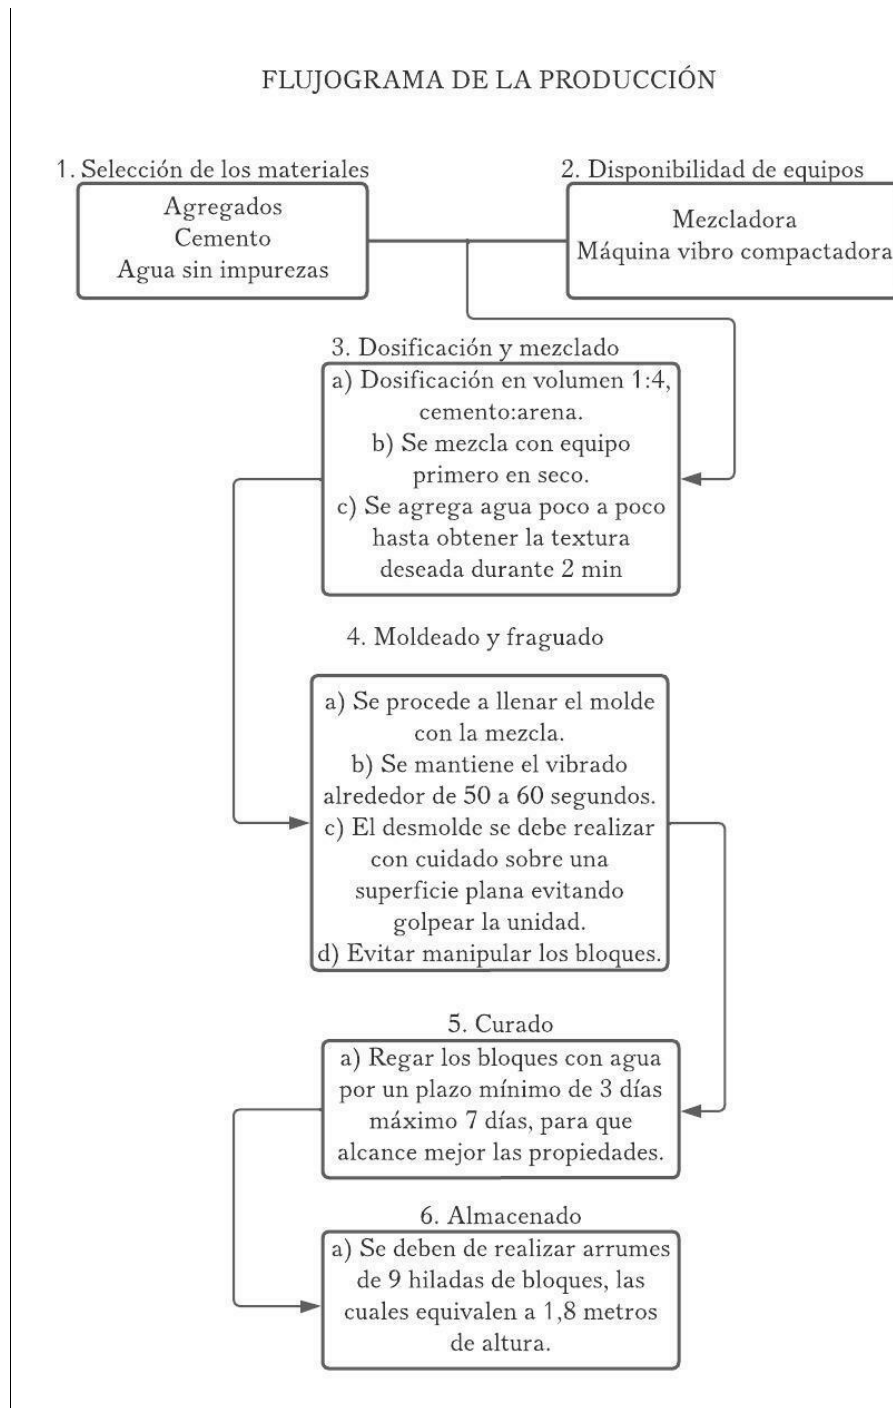 FLUJOGRAMA DE LA PRODUCCIÓN
1. Selección de los materiales
Agregados
Cemento
Agua sin impurezas
2. Disponibilidad de equipos
Mezcladora
Máquina vibro compactadora
3. Dosificación y mezclado
a) Dosificación en volumen 1:4,
cemento:arena.
b) Se mezcla con equipo
primero en seco.
c) Se agrega agua poco a poco
hasta obtener la textura
deseada durante 2 min
4. Moldeado y fraguado
a) Se procede a llenar el molde
con la mezcla.
b) Se mantiene el vibrado
alrededor de 50 a 60 segundos.
c) El desmolde se debe realizar
con cuidado sobre una
superficie plana evitando
golpear la unidad.
d) Evitar manipular los bloques.
5. Curado
a) Regar los bloques con agua
por un plazo mínimo de 3 días
máximo 7 días, para que
alcance mejor las propiedades.
6. Almacenado
a) Se deben de realizar arrumes
de 9 hiladas de bloques, las
cuales equivalen a 1,8 metros
de altura.